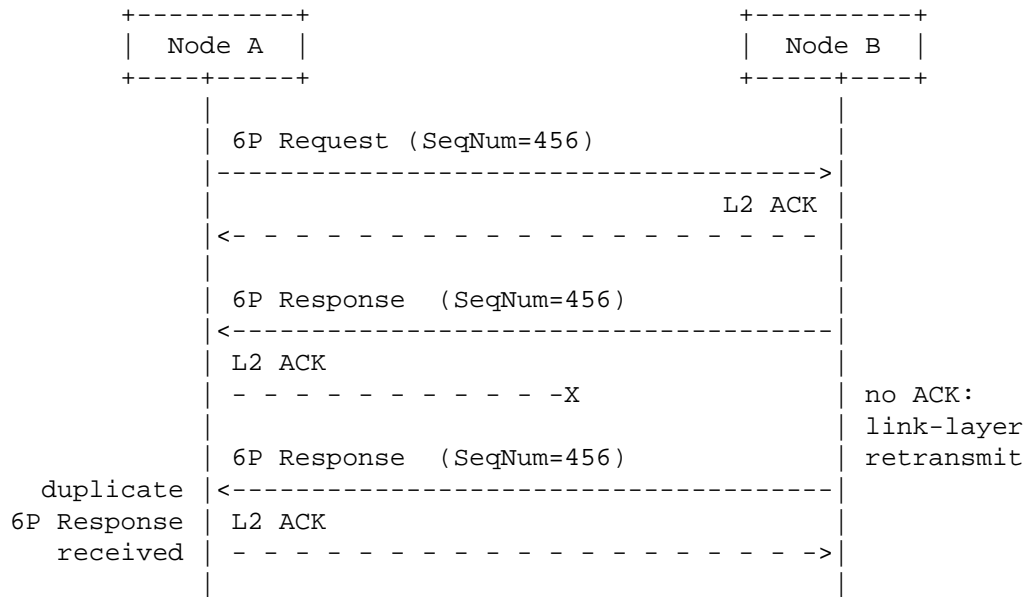 Node A Node B
6P Request (SeqNum=456)
L2 ACK
6P Response (SeqNum=456)
L2 ACK
X no ACK:
link-layer
6P Response (SeqNum=456) retransmit
duplicate
6P Response L2 ACK
received